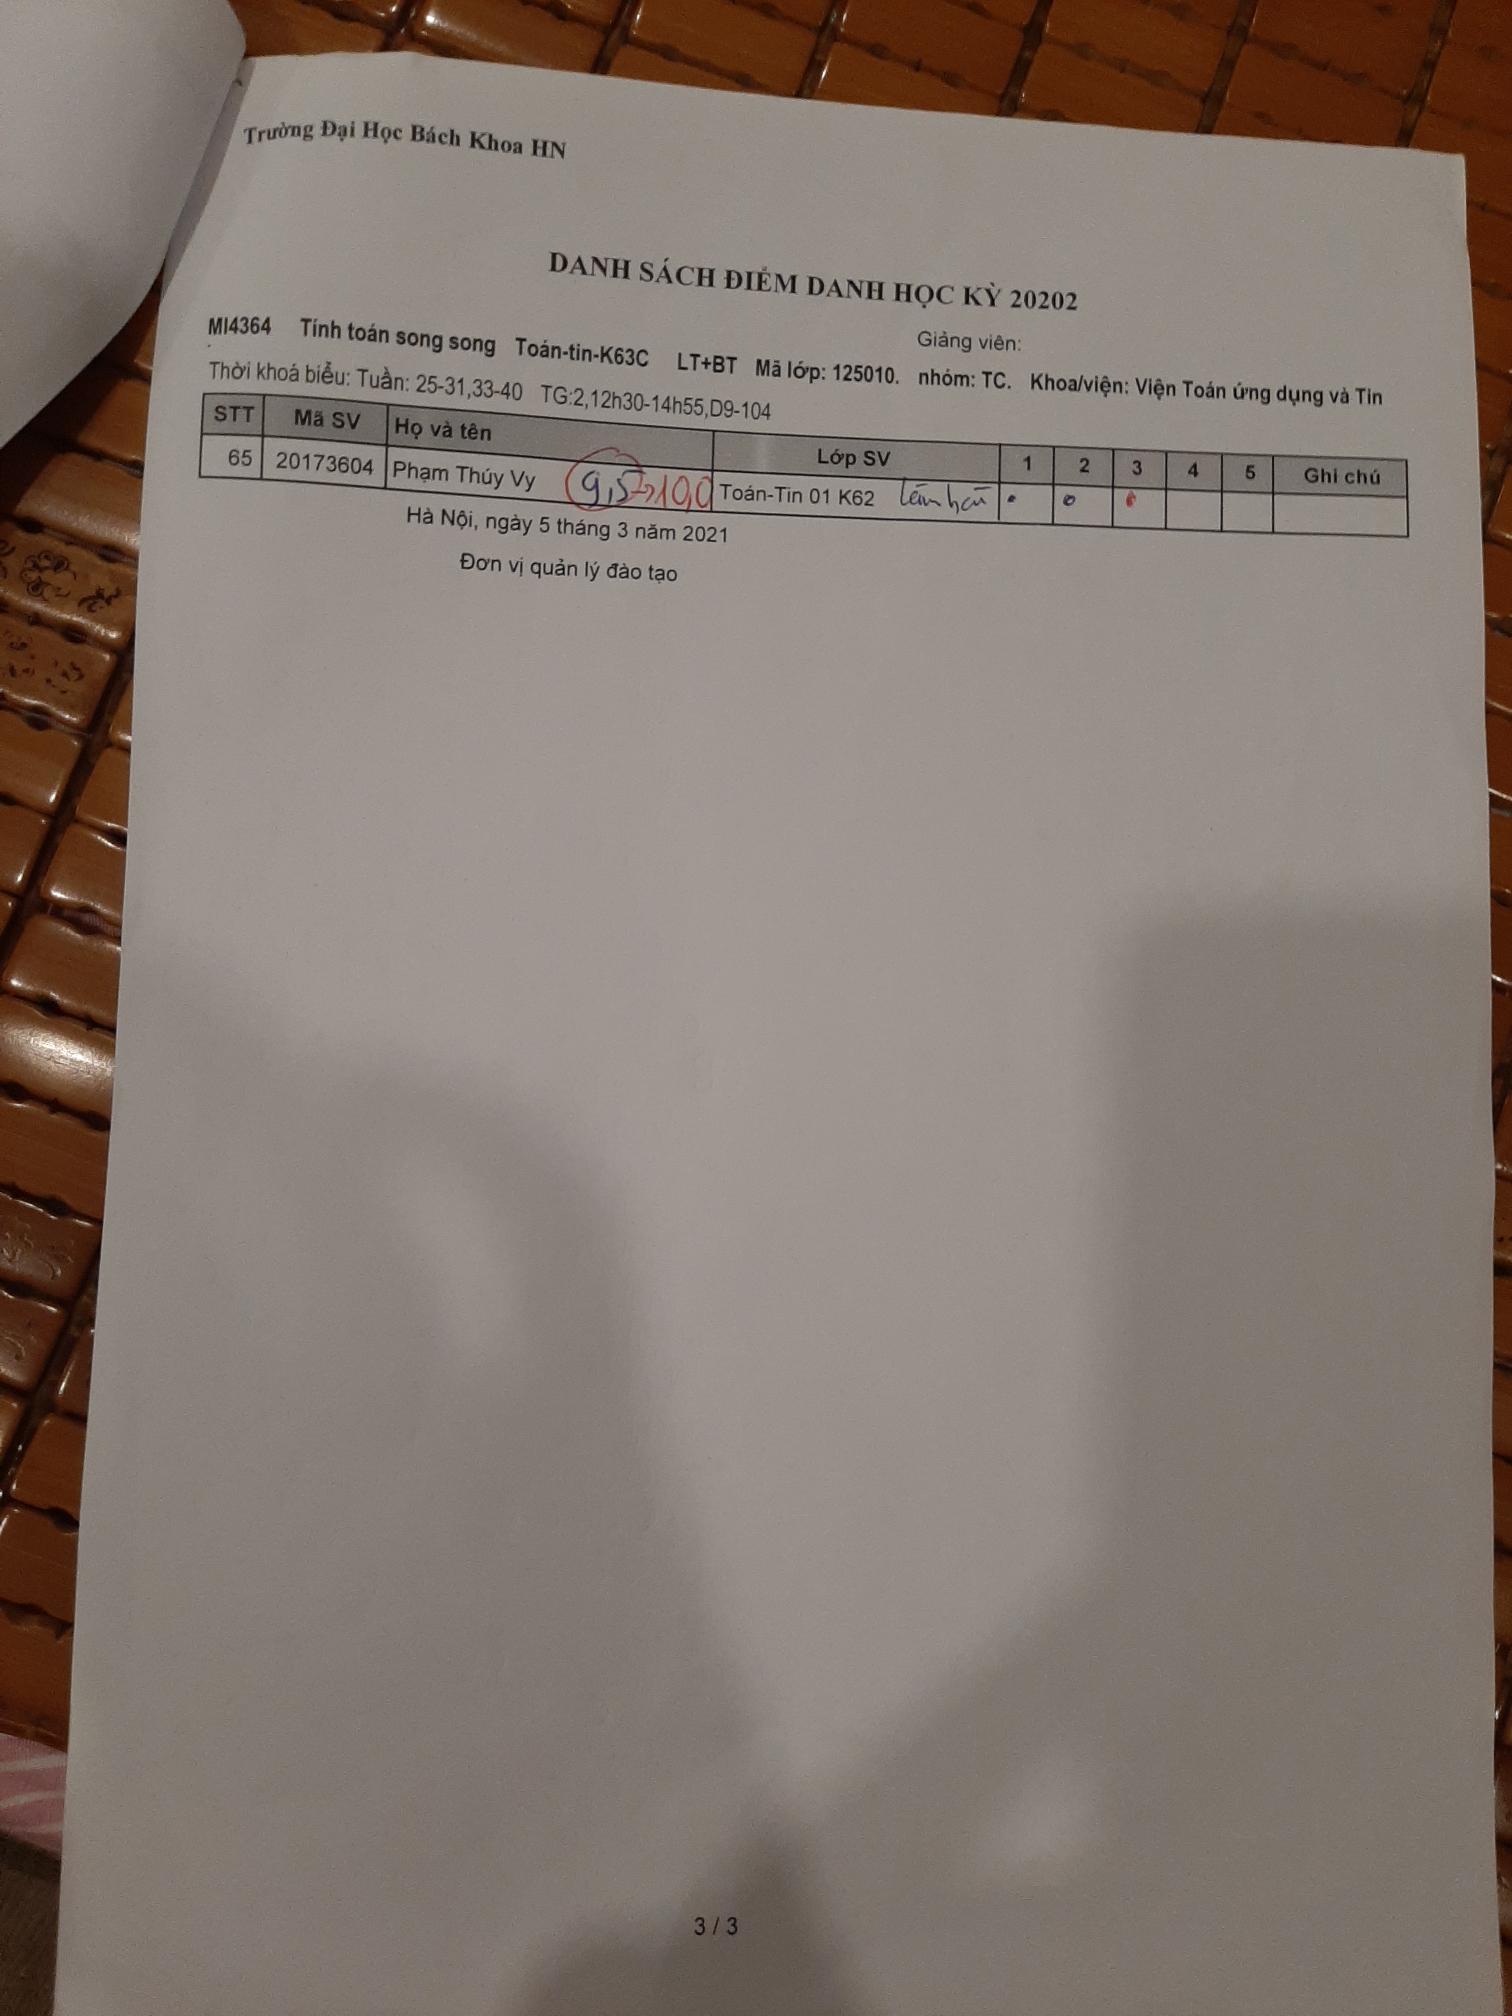 Trường Đại Học Bách Khoa HN
DANH SÁCH ĐIỂM DANH HỌC KỲ 20202
Giảng viên:
MI4364 Tính toán song song Toán-tin-K63C LT+BT Mã lớp: 125010. nhóm: TC. Khoa/viện: Viện Toán ứng dụng và Tin
Thời khoá biểu: Tuần: 25-31,33-40 TG:2,12h30-14h55,D9-104
STT Mã SV Họ và tên Lớp SV 1 2 3 4 5 Ghi chú
65 20173604 Phạm Thúy Vy 9,5→10,0 Toán-Tin 01 K62
Hà Nội, ngày 5 tháng 3 năm 2021
Đơn vị quản lý đào tạo
3 / 3